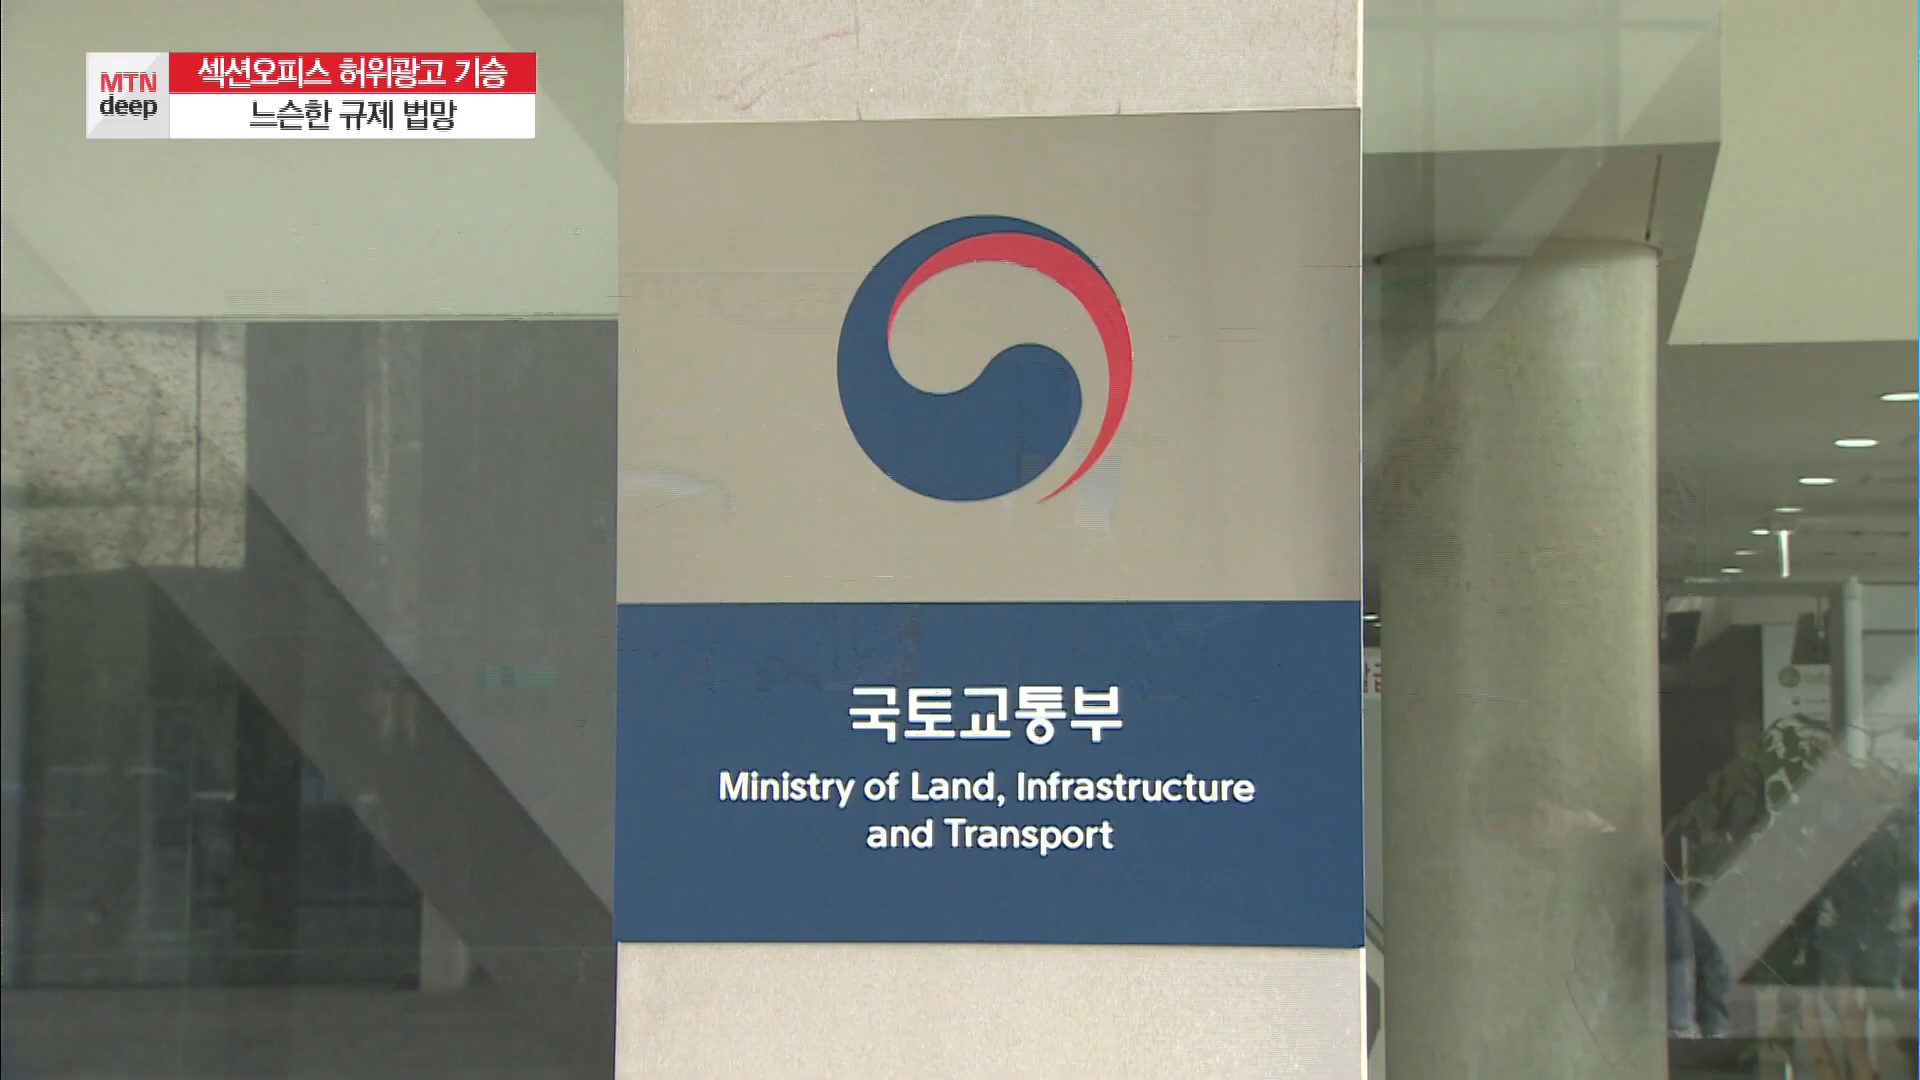 MTN
deep
섹션오피스 허위광고 기승
느슨한 규제 법망
국토교통부
Ministry of Land, Infrastructure
and Transport